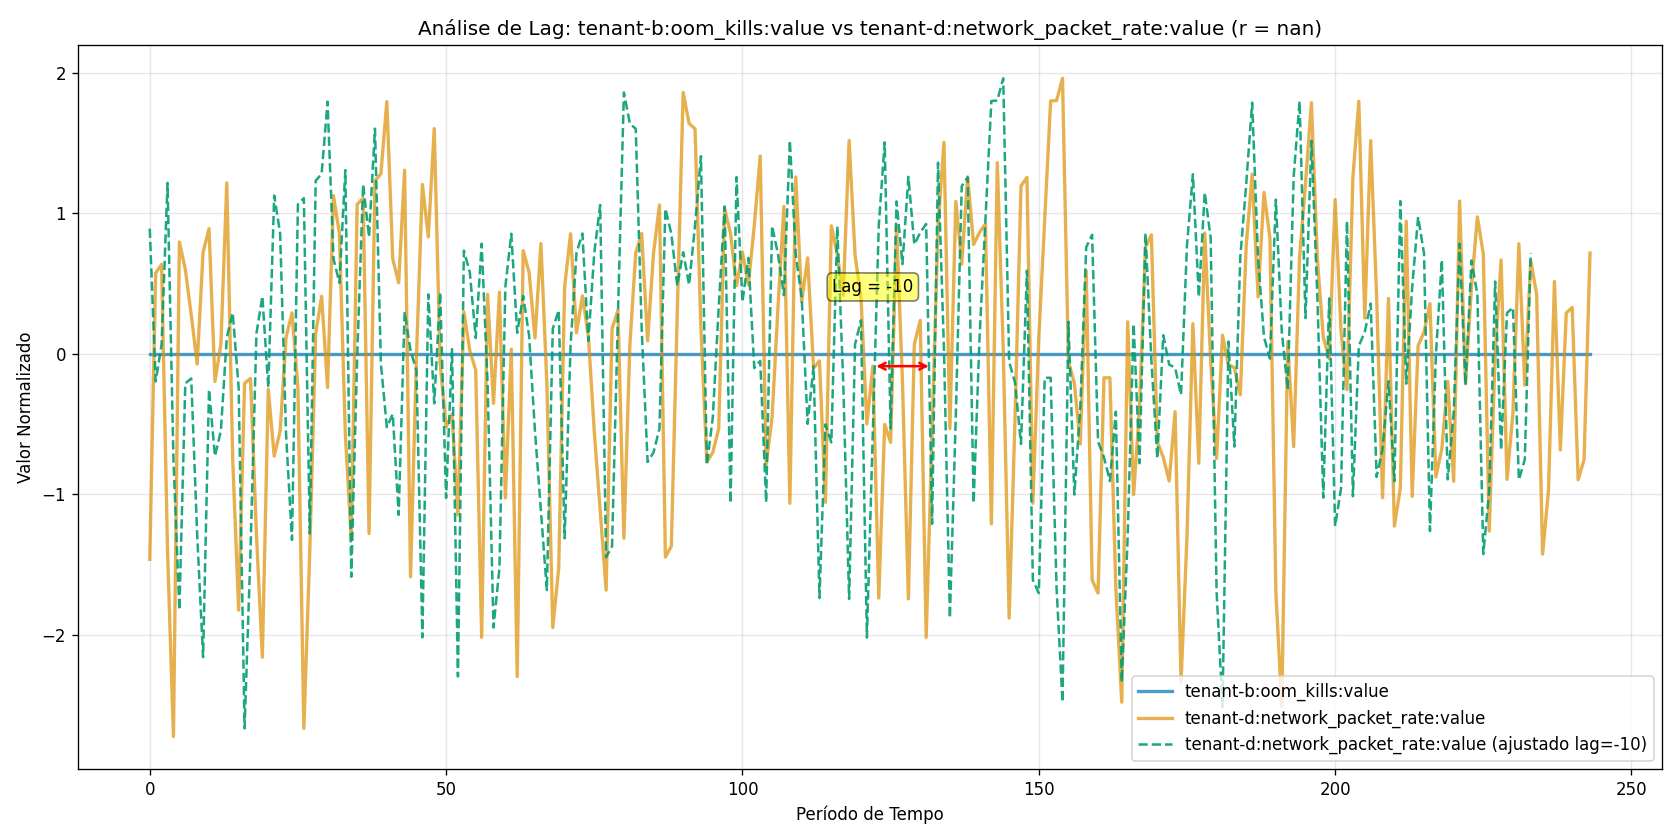 Análise de Lag: tenant-b:oom_kills:value vs tenant-d:network_packet_rate:value (r = nan)
Valor Normalizado
2
1
0
−1
−2
Lag = -10
tenant-b:oom_kills:value
tenant-d:network_packet_rate:value
tenant-d:network_packet_rate:value (ajustado lag=-10)
0
50
100
150
200
250
Período de Tempo